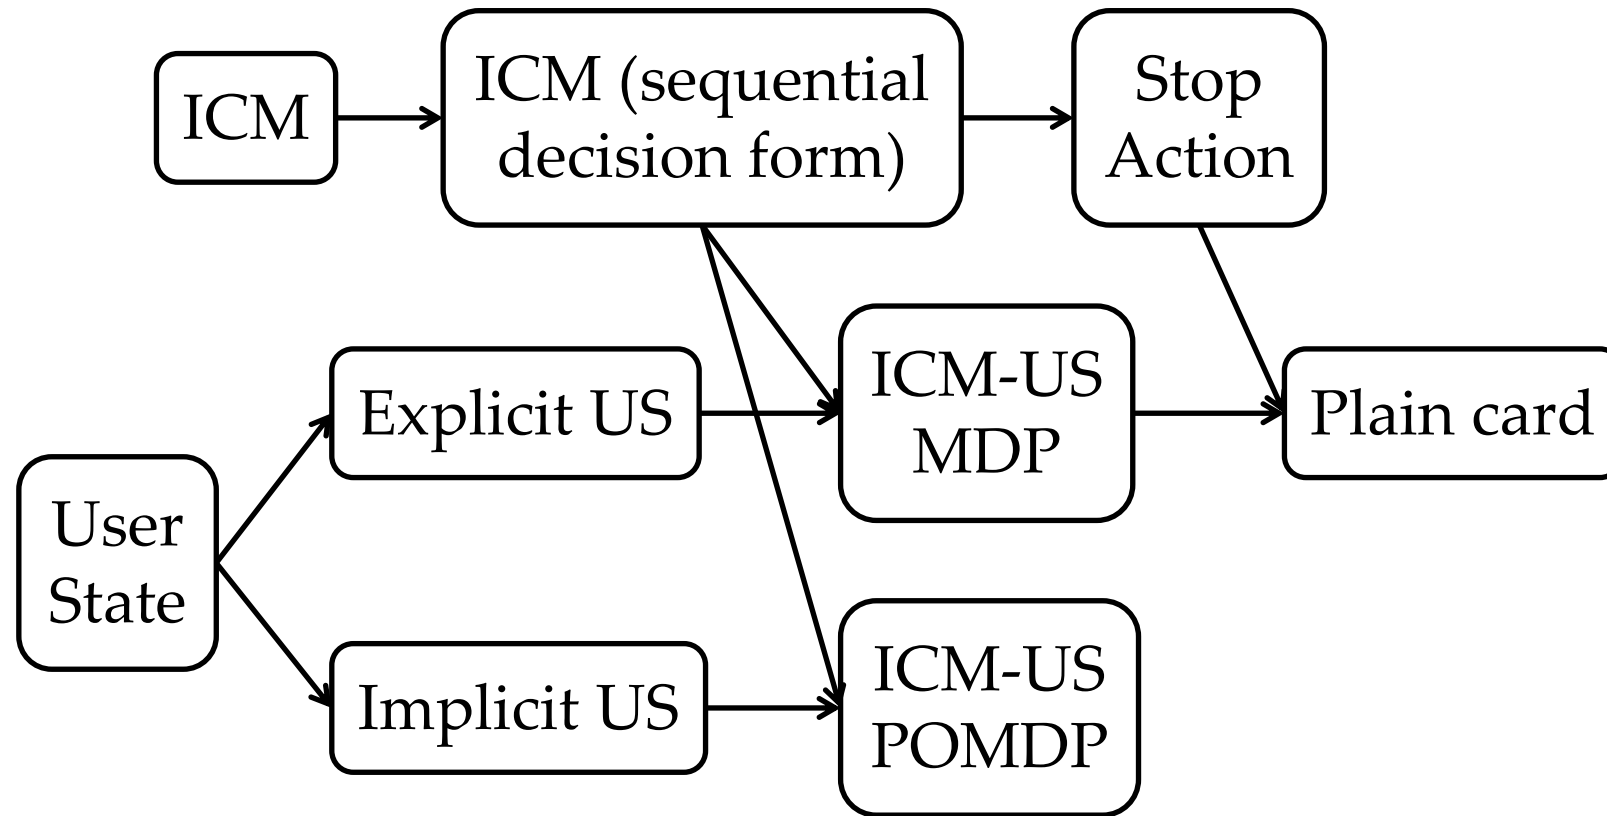 ICM
ICM (sequential
decision form)
Stop
Action
Explicit US
ICM-US
MDP
Plain card
User
State
Implicit US
ICM-US
POMDP